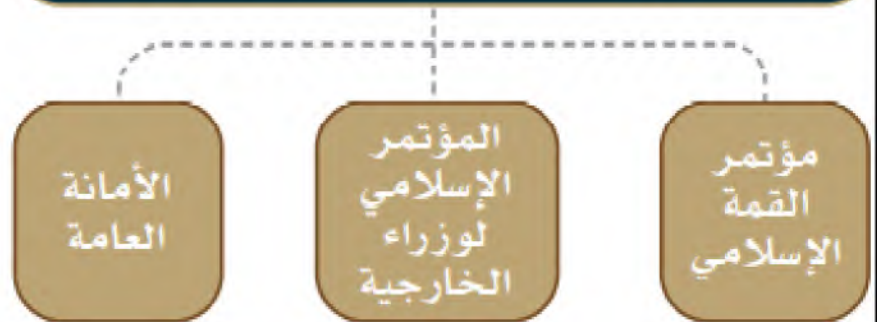 مؤتمر
القمة
الإسلامي
المؤتمر
الإسلامي
لوزراء
الخارجية
الأمانة
العامة